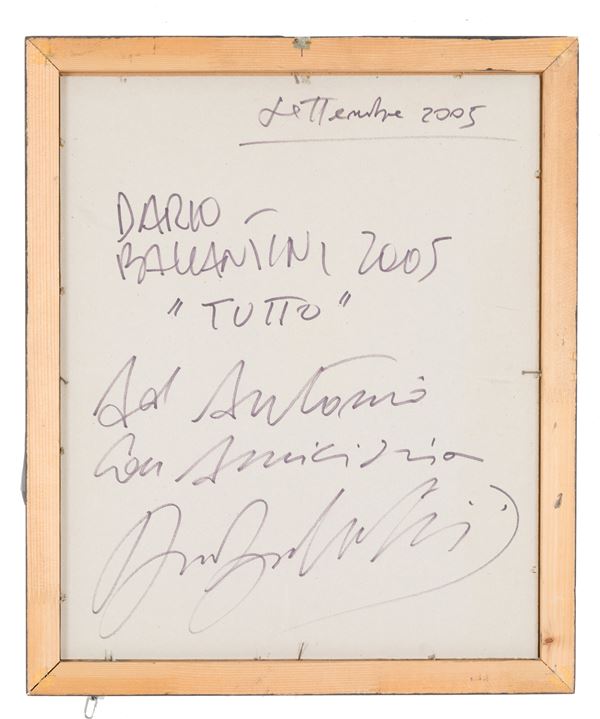 Settembre 2005
DARIO
BALLANTINI 2005
"TUTTO"
Ad Antonio
con amicizia